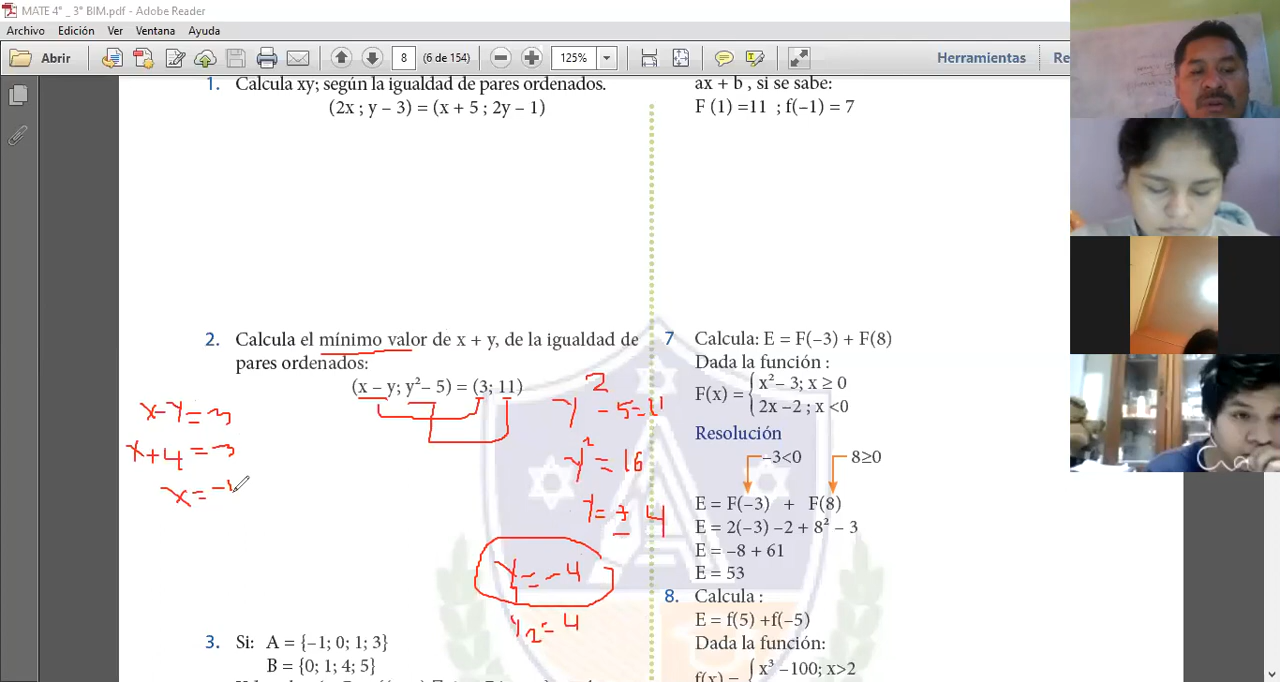 MATE 4° _ 3° BIM.pdf - Adobe Reader
Archivo Edición Ver Ventana Ayuda
Abrir 8 (6 de 154) 125% Herramientas Re
1. Calcula xy; según la igualdad de pares ordenados.
(2x ; y – 3) = (x + 5 ; 2y – 1)
2. Calcula el mínimo valor de x + y, de la igualdad de
pares ordenados:
(x – y; y² – 5) = (3; 11)
x - y = 3
x + 4 = 3
x = -1
y² - 5 = 11
y² = 16
y = ± 4
y = -4
y₂ = 4
3. Si: A = {–1; 0; 1; 3}
B = {0; 1; 4; 5}
ax + b , si se sabe:
F (1) =11 ; f(–1) = 7
7 Calcula: E = F(–3) + F(8)
Dada la función :
F(x) = { x² – 3; x ≥ 0
2x –2 ; x <0
Resolución
–3<0 8≥0
E = F(–3) + F(8)
E = 2(–3) –2 + 8² – 3
E = –8 + 61
E = 53
8. Calcula :
E = f(5) +f(–5)
Dada la función:
f(x) = { x³ –100; x>2